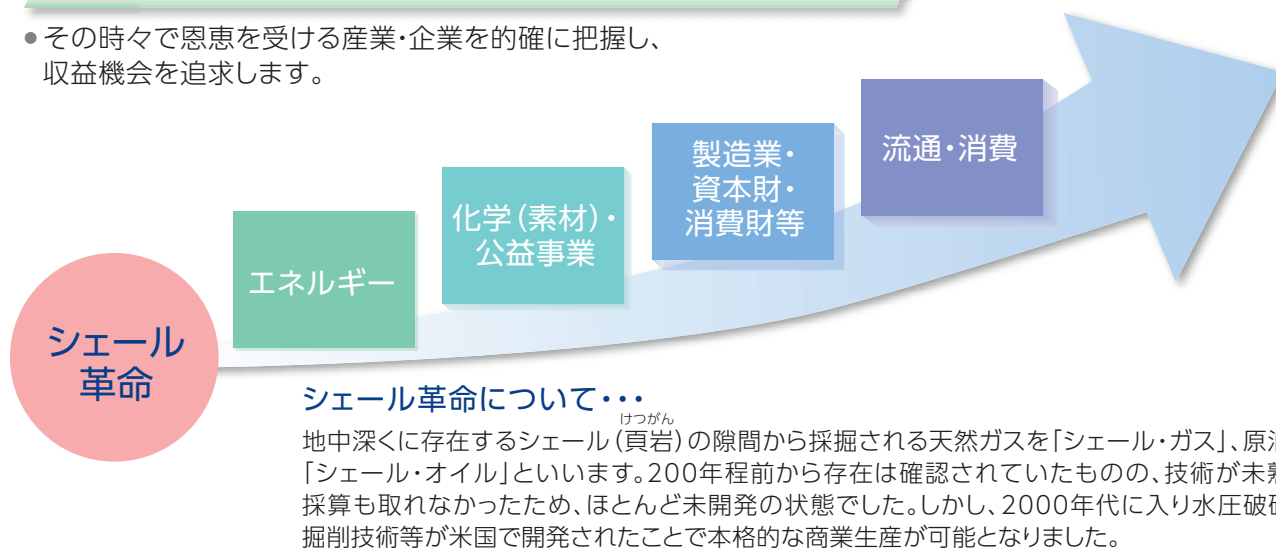 ●その時々で恩恵を受ける産業・企業を的確に把握し、
収益機会を追求します。
流通・消費
製造業・
資本財・
消費財等
化学(素材)・
公益事業
エネルギー
シェール
革命
シェール革命について・・・
けつがん
地中深くに存在するシェール(頁岩)の隙間から採掘される天然ガスを「シェール・ガス」、原油
「シェール・オイル」といいます。200年程前から存在は確認されていたものの、技術が未熟
採算も取れなかったため、ほとんど未開発の状態でした。しかし、2000年代に入り水圧破砕
掘削技術等が米国で開発されたことで本格的な商業生産が可能となりました。